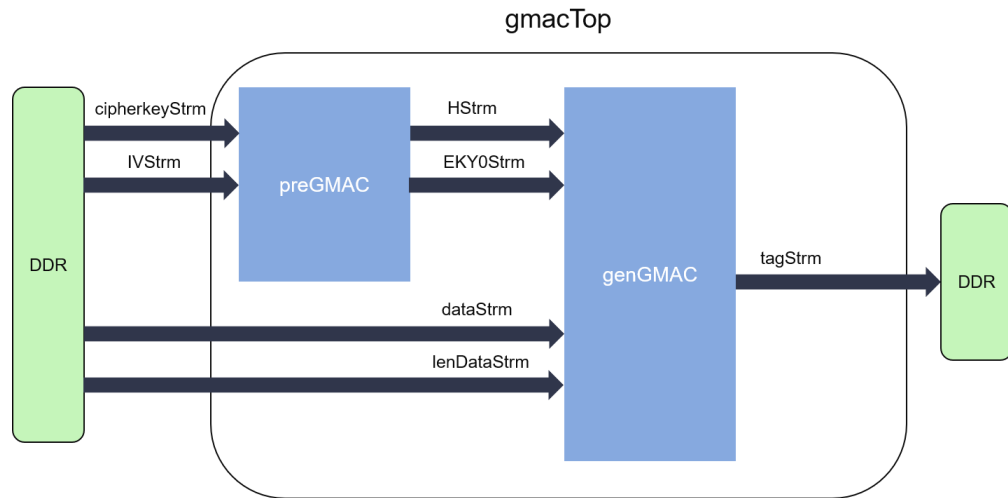 gmacTop
cipherkeyStrm
HStrm
IVStrm
EKY0Strm
preGMAC
DDR
genGMAC
tagStrm
DDR
dataStrm
lenDataStrm